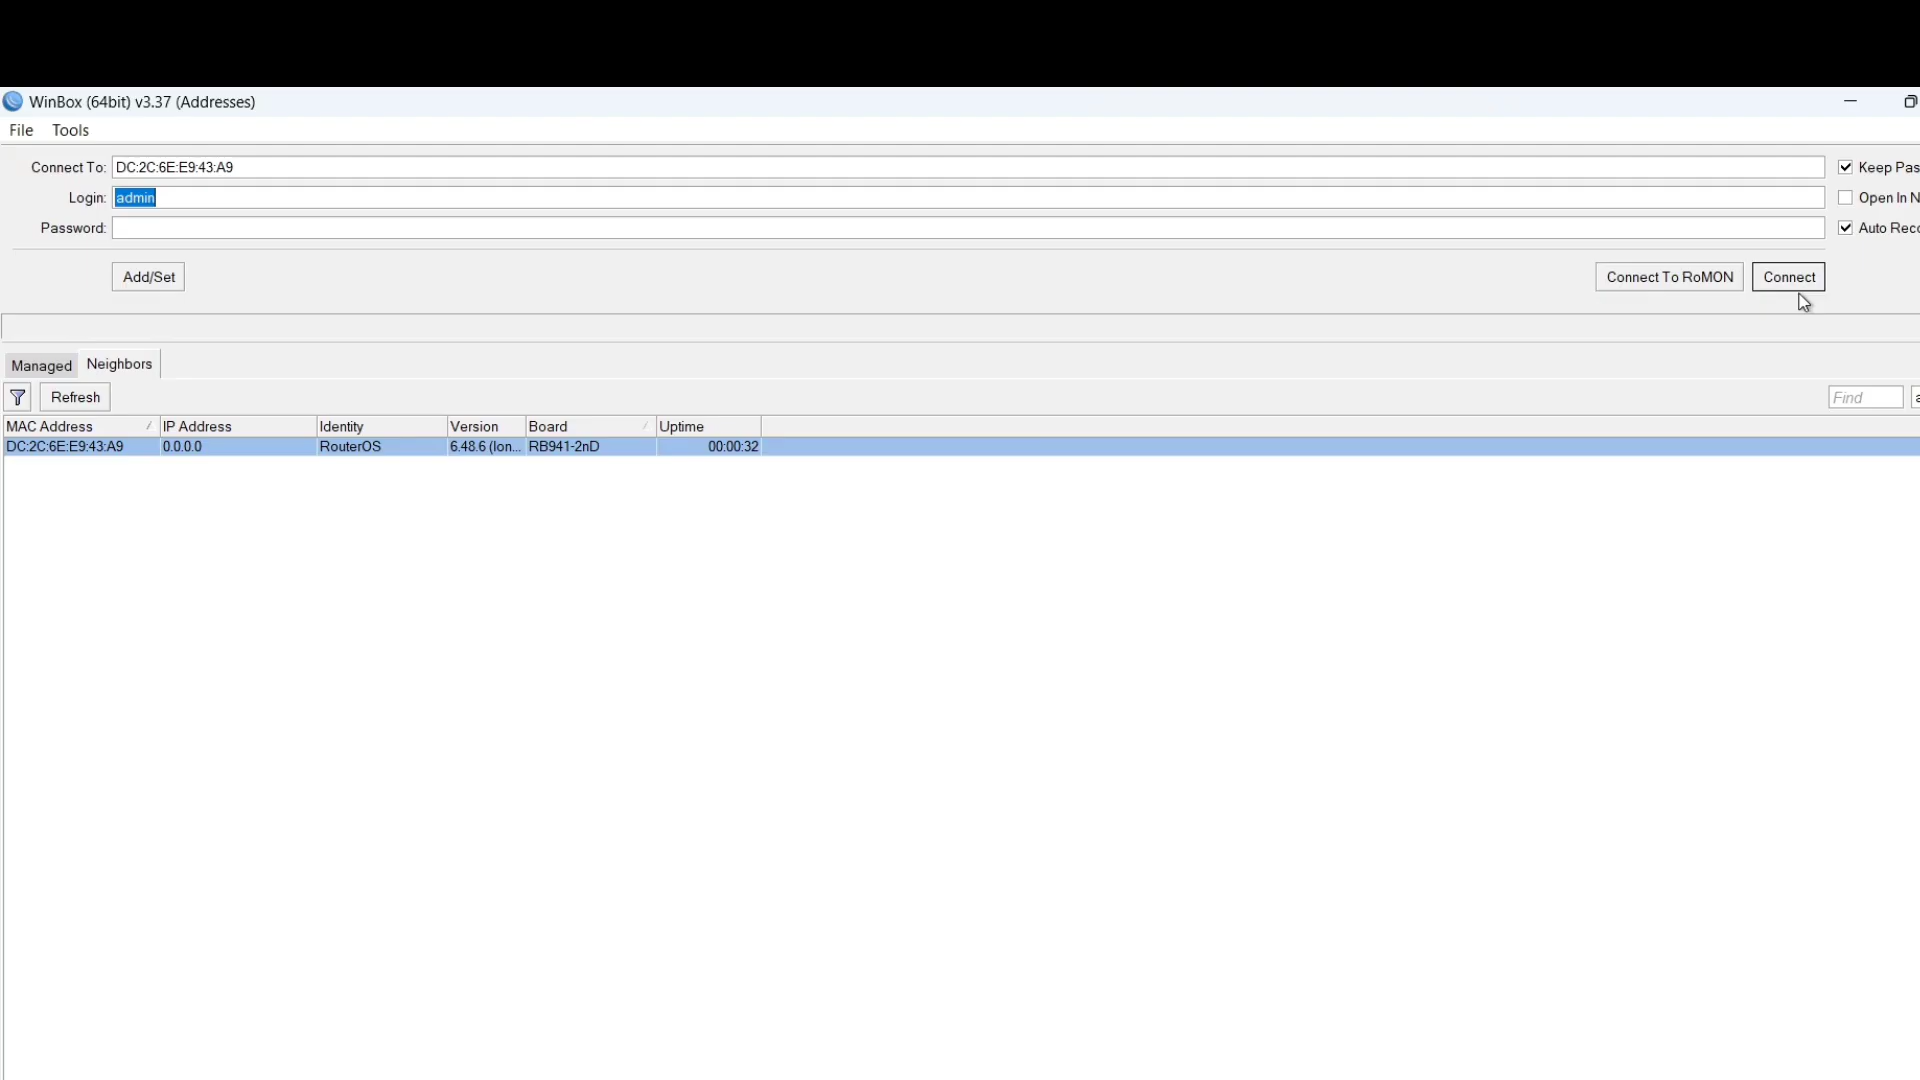 WinBox (64bit) v3.37 (Addresses)
File Tools
Connect To: DC:2C:6E:E9:43:A9
Keep Pas
Login: admin
Open In N
Password:
Auto Reco
Add/Set
Connect To RoMON
Connect
Managed Neighbors
Refresh
Find
MAC Address IP Address Identity Version Board Uptime
DC:2C:6E:E9:43:A9 0.0.0.0 RouterOS 6.48.6 (lon... RB941-2nD 00:00:32